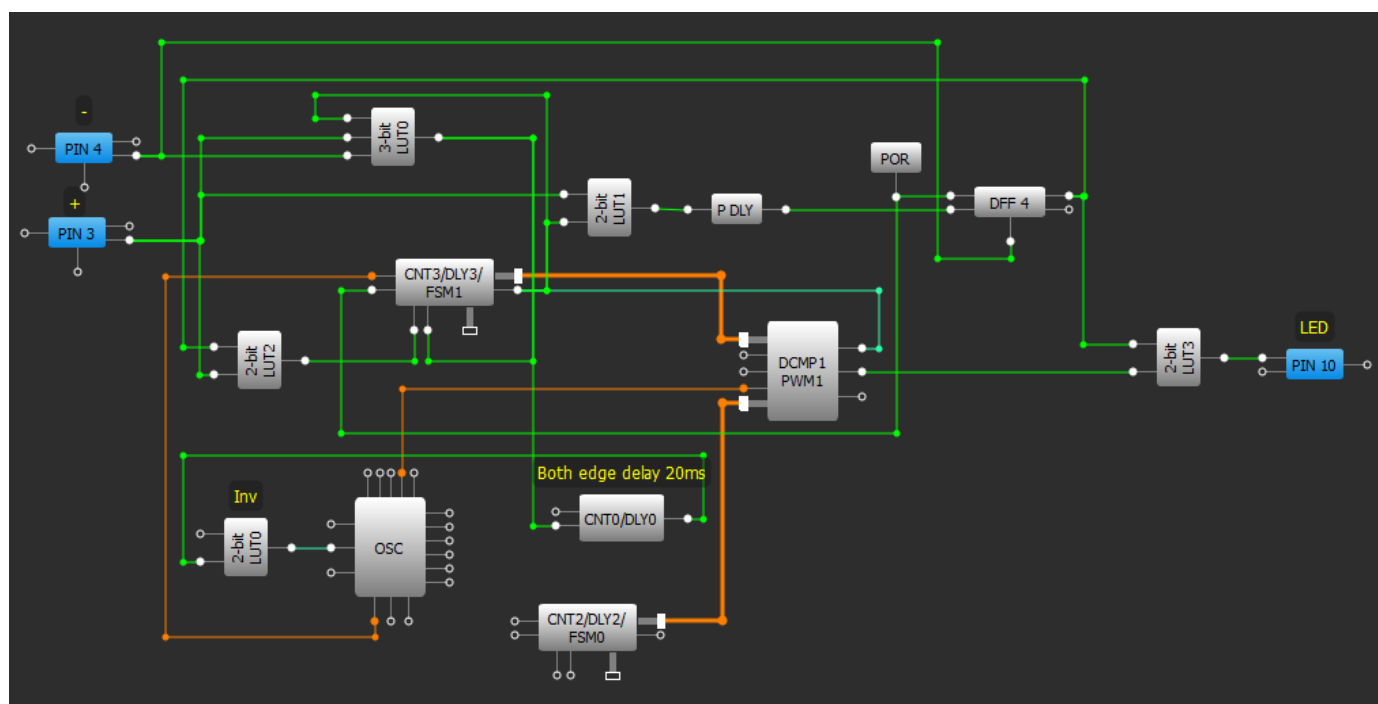 -
PIN 4
+
PIN 3
3-bit
LUT0
2-bit
LUT1
P DLY
POR
DFF 4
CNT3/DLY3/
FSM1
2-bit
LUT2
DCMP1
PWM1
2-bit
LUT3
LED
PIN 10
Both edge delay 20ms
Inv
2-bit
LUT0
OSC
CNT0/DLY0
CNT2/DLY2/
FSM0